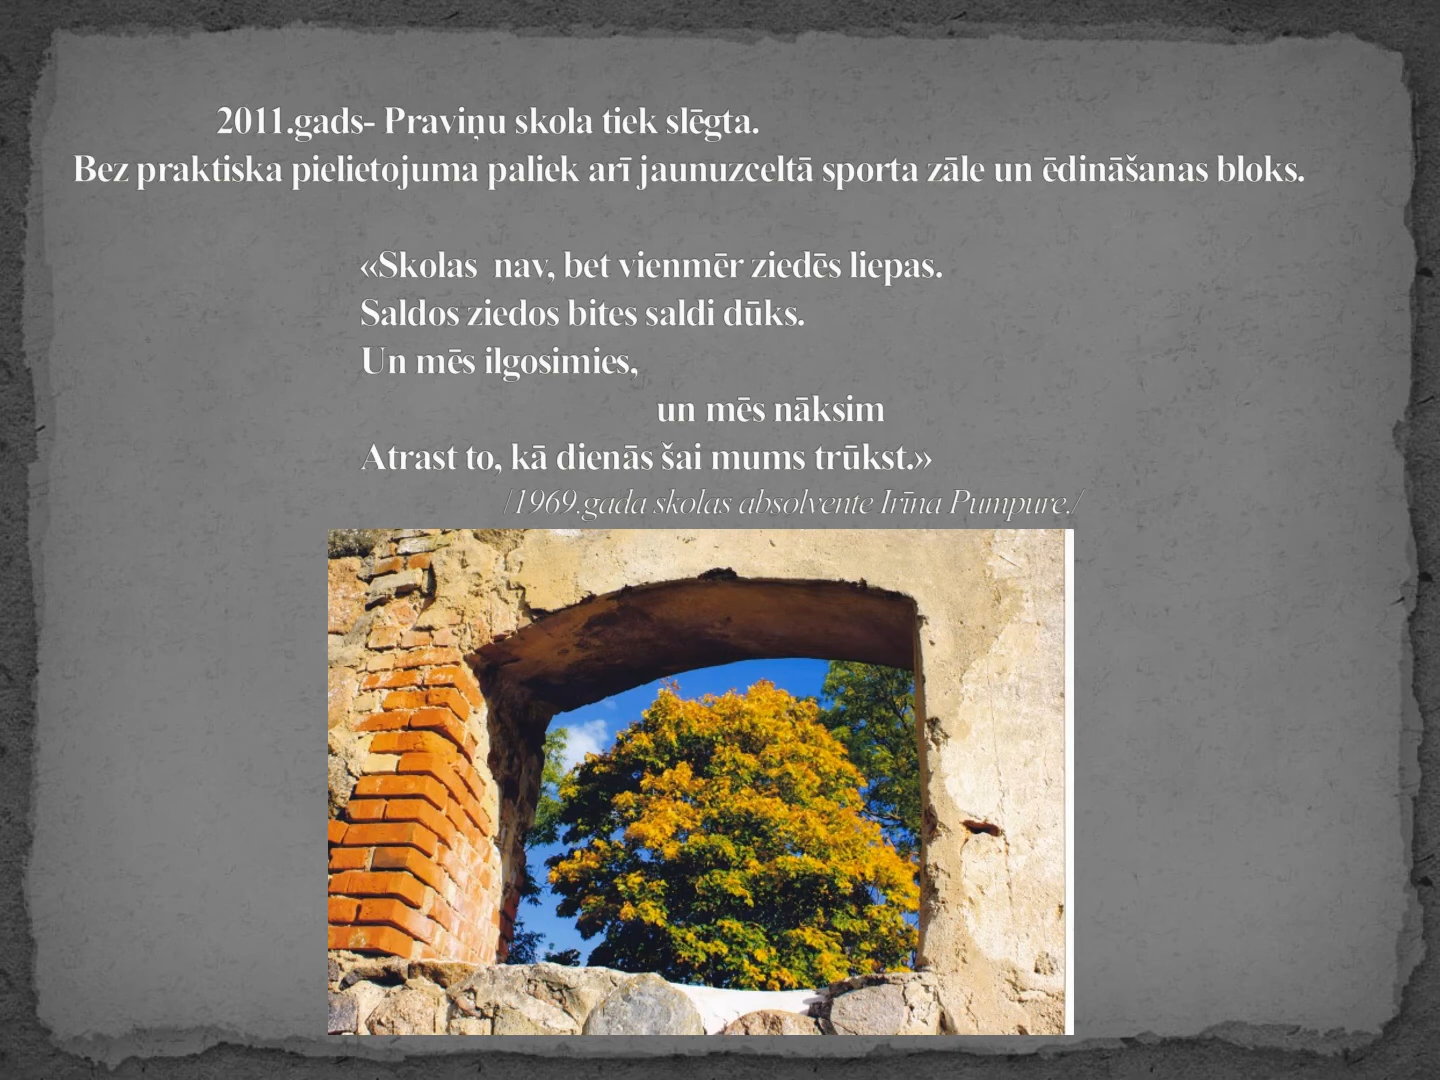 2011.gads- Praviņu skola tiek slēgta.
Bez praktiska pielietojuma paliek arī jaunuzceltā sporta zāle un ēdināšanas bloks.
«Skolas nav, bet vienmēr ziedēs liepas.
Saldos ziedos bites saldi dūks.
Un mēs ilgosimies,
un mēs nāksim
Atrast to, kā dienās šai mums trūkst.»
/1969.gada skolas absolvente Irīna Pumpure./